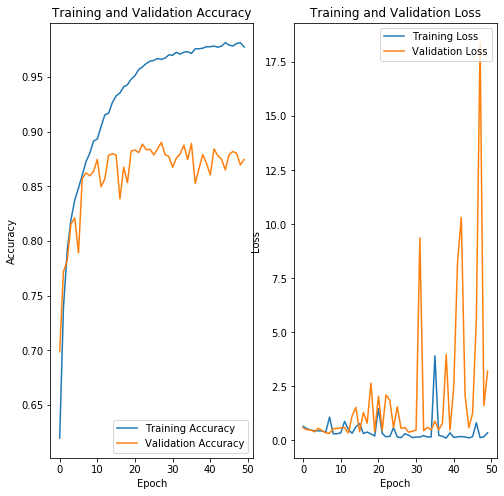 Training and Validation Accuracy
0.95
0.90
0.85
0.80
0.75
0.70
0.65
Accuracy
0 10 20 30 40 50
Epoch
Training Accuracy
Validation Accuracy
Training and Validation Loss
17.5
15.0
12.5
10.0
7.5
5.0
2.5
0.0
Loss
0 10 20 30 40 50
Epoch
Training Loss
Validation Loss